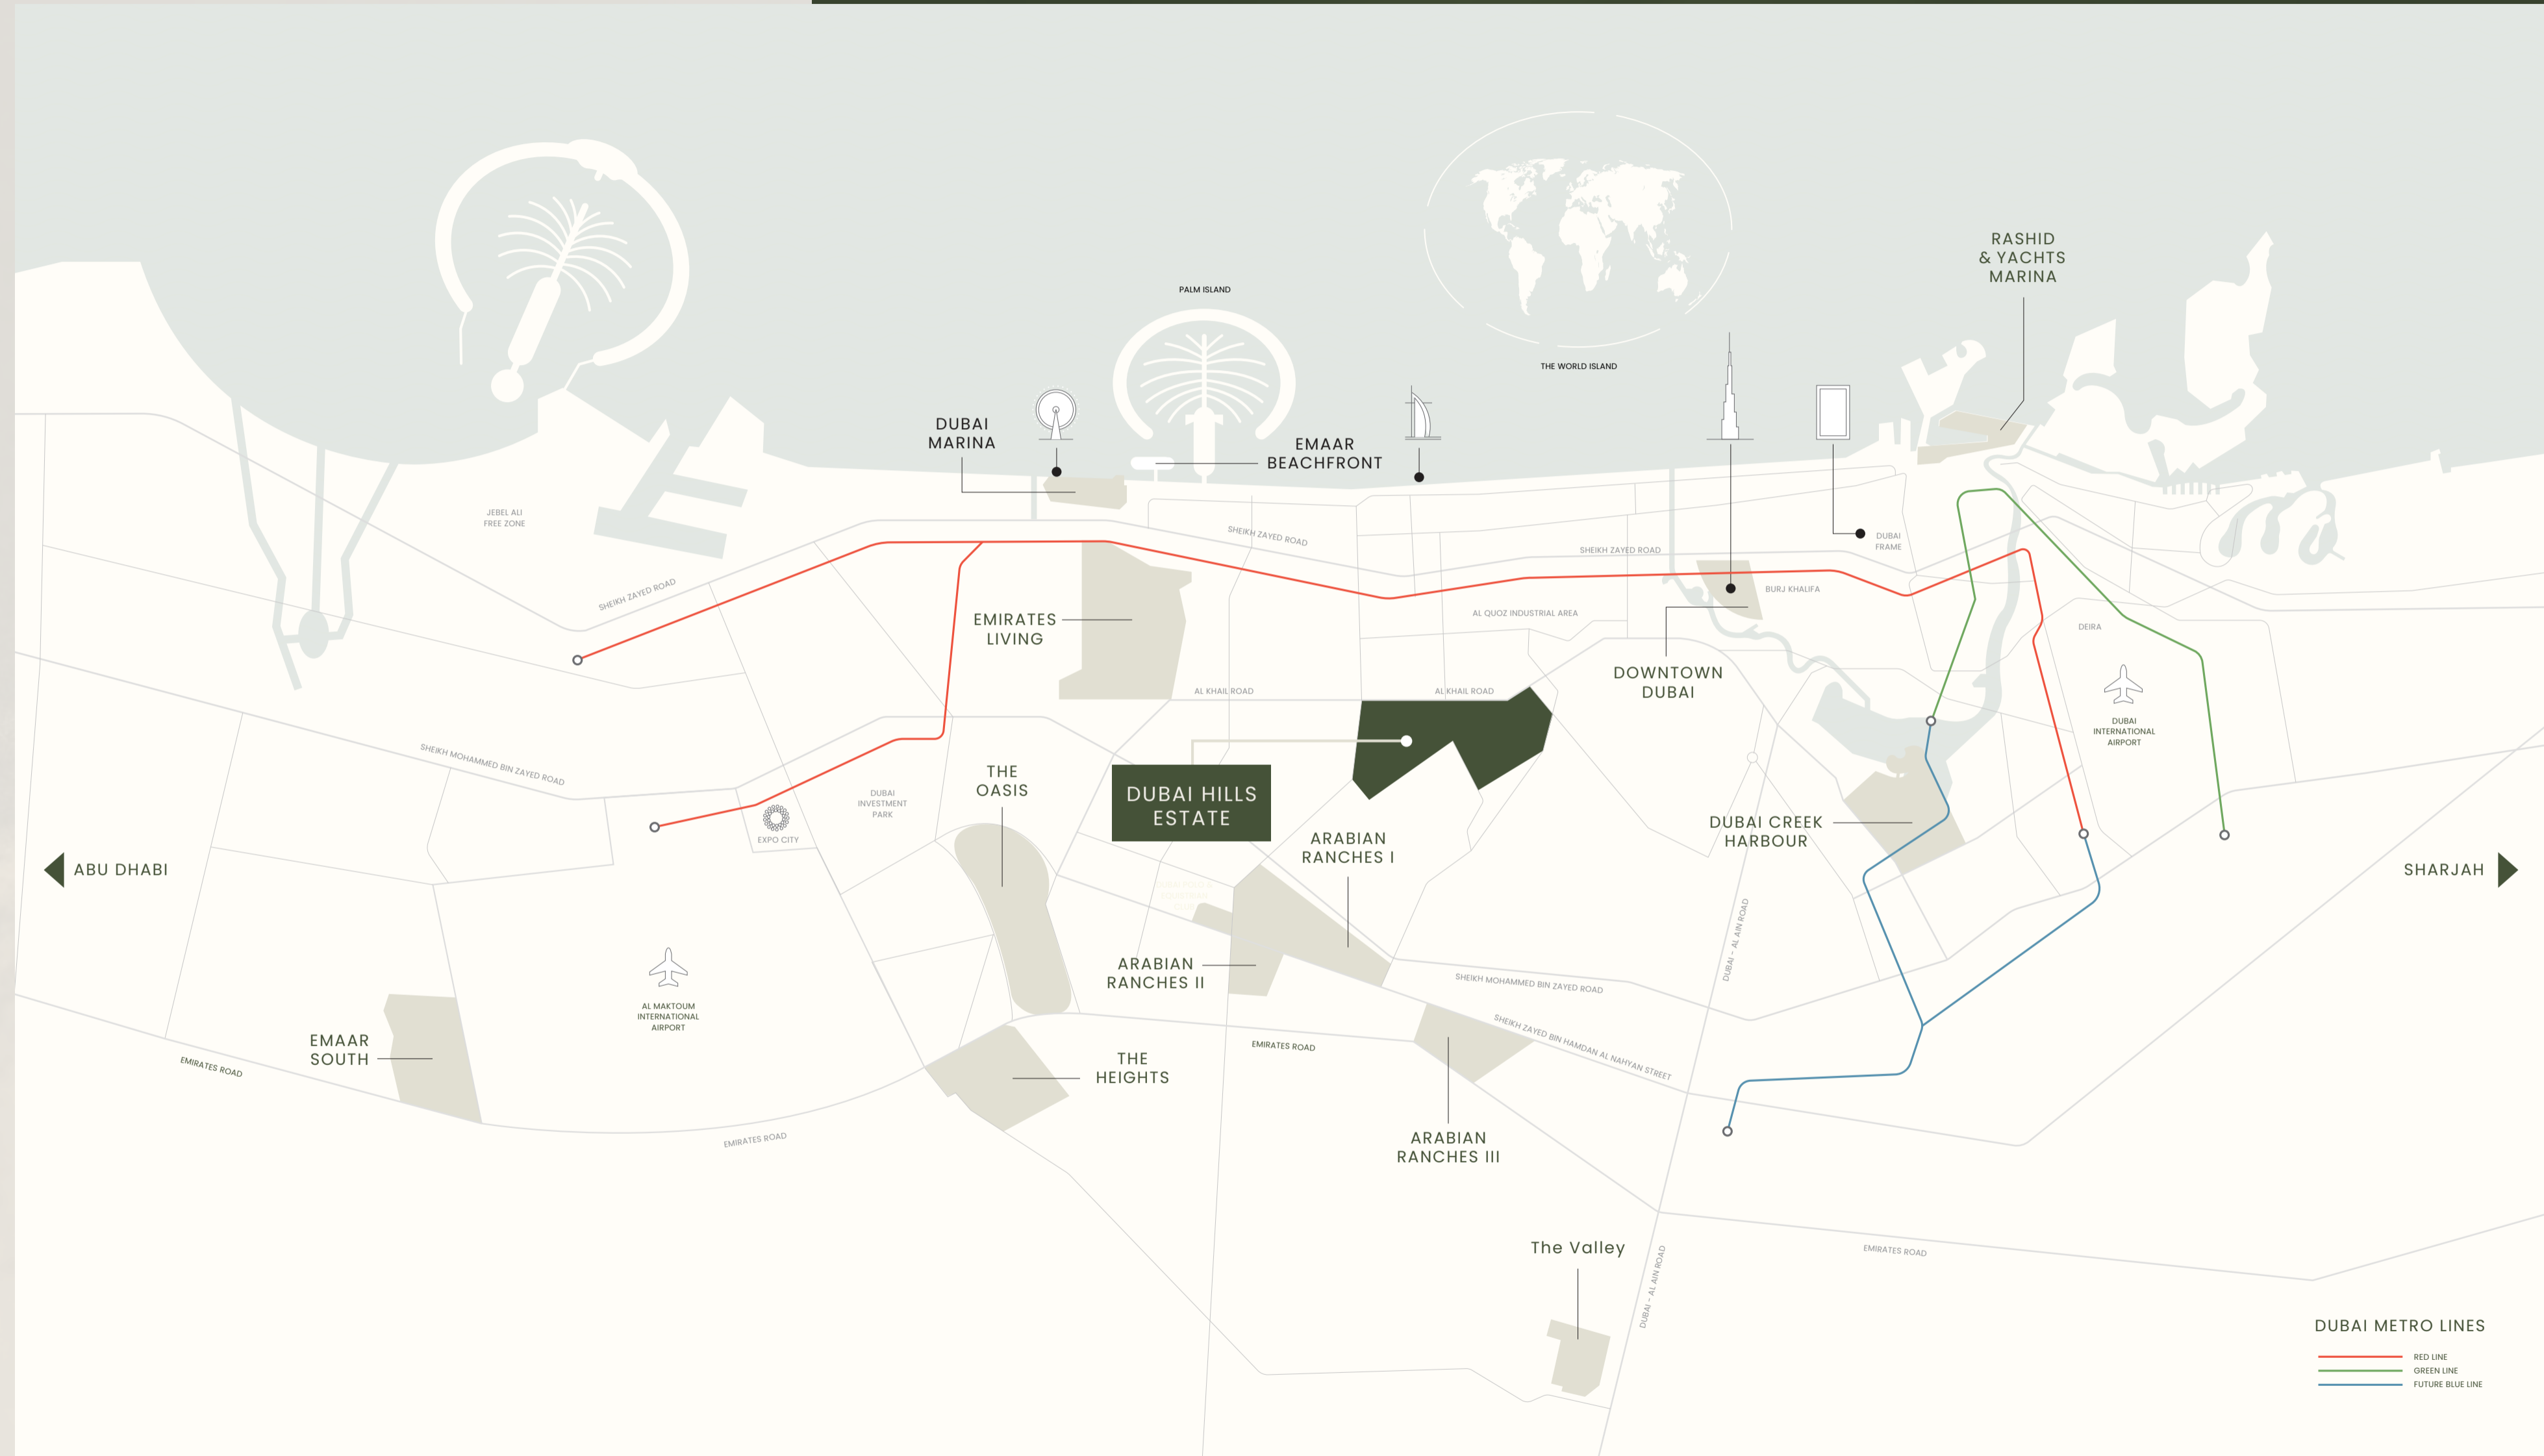 RASHID
& YACHTS
MARINA
PALM ISLAND
THE WORLD ISLAND
DUBAI
MARINA
EMAAR
BEACHFRONT
JEBEL ALI
FREE ZONE
SHEIKH ZAYED ROAD
SHEIKH ZAYED ROAD
SHEIKH ZAYED ROAD
DUBAI
FRAME
BURJ KHALIFA
AL QUOZ INDUSTRIAL AREA
EMIRATES
LIVING
DEIRA
DOWNTOWN
DUBAI
AL KHAIL ROAD
AL KHAIL ROAD
DUBAI
INTERNATIONAL
AIRPORT
SHEIKH MOHAMMED BIN ZAYED ROAD
THE
OASIS
DUBAI
INVESTMENT
PARK
EXPO CITY
DUBAI HILLS
ESTATE
ARABIAN
RANCHES I
DUBAI CREEK
HARBOUR
ABU DHABI
SHARJAH
DUBAI - AL AIN ROAD
ARABIAN
RANCHES II
SHEIKH MOHAMMED BIN ZAYED ROAD
AL MAKTOUM
INTERNATIONAL
AIRPORT
SHEIKH ZAYED BIN HAMDAN AL NAHYAN STREET
EMAAR
SOUTH
EMIRATES ROAD
EMIRATES ROAD
THE
HEIGHTS
EMIRATES ROAD
ARABIAN
RANCHES III
The Valley
EMIRATES ROAD
DUBAI - AL AIN ROAD
DUBAI METRO LINES
RED LINE
GREEN LINE
FUTURE BLUE LINE